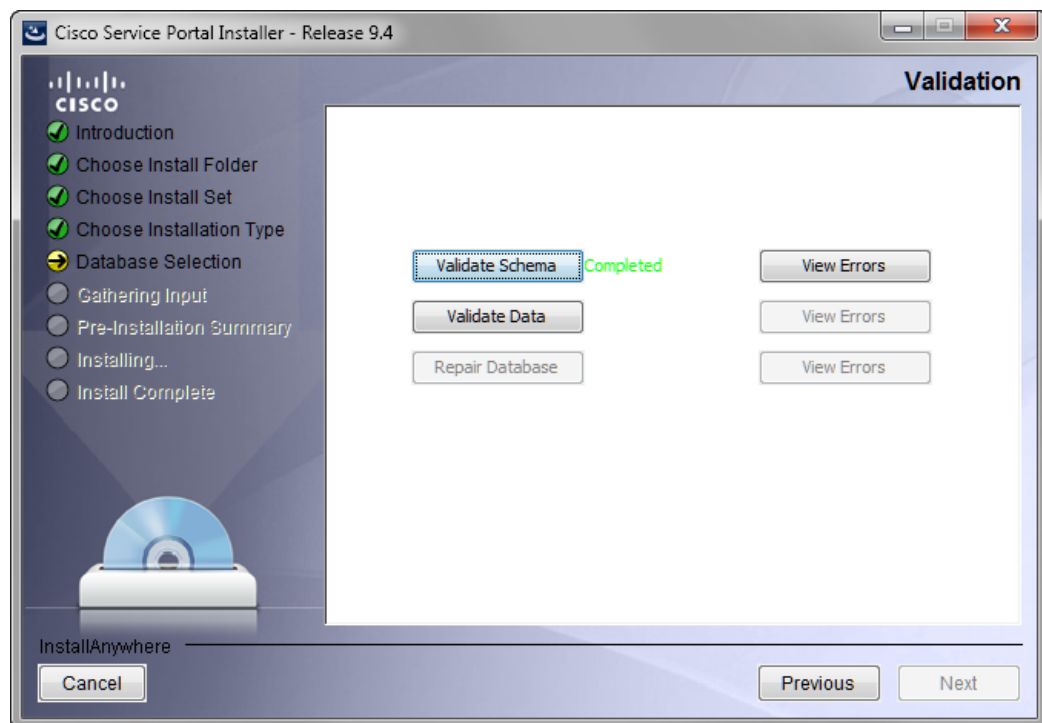 Cisco Service Portal Installer - Release 9.4
CISCO
Validation
Introduction
Choose Install Folder
Choose Install Set
Choose Installation Type
Database Selection
Gathering Input
Pre-Installation Summary
Installing...
Install Complete
Validate Schema Completed View Errors
Validate Data View Errors
Repair Database View Errors
InstallAnywhere
Cancel Previous Next